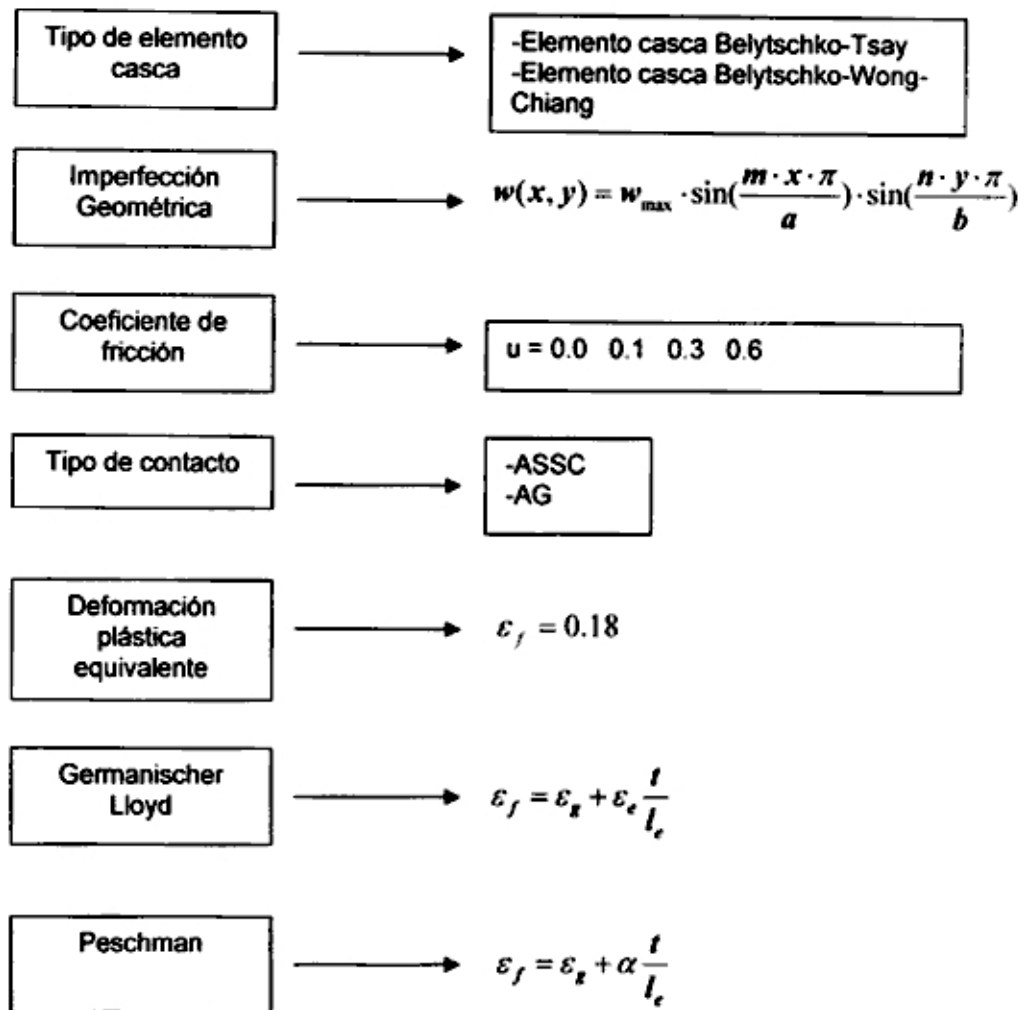 Tipo de elemento
casca
-Elemento casca Belytschko-Tsay
-Elemento casca Belytschko-Wong-
Chiang
Imperfección
Geométrica
w(x, y) = w_max · sin(m · x · π / a) · sin(n · y · π / b)
Coeficiente de
fricción
u = 0.0 0.1 0.3 0.6
Tipo de contacto
-ASSC
-AG
Deformación
plástica
equivalente
ε_f = 0.18
Germanischer
Lloyd
ε_f = ε_g + ε_e t / l_e
Peschman
ε_f = ε_g + α t / l_e